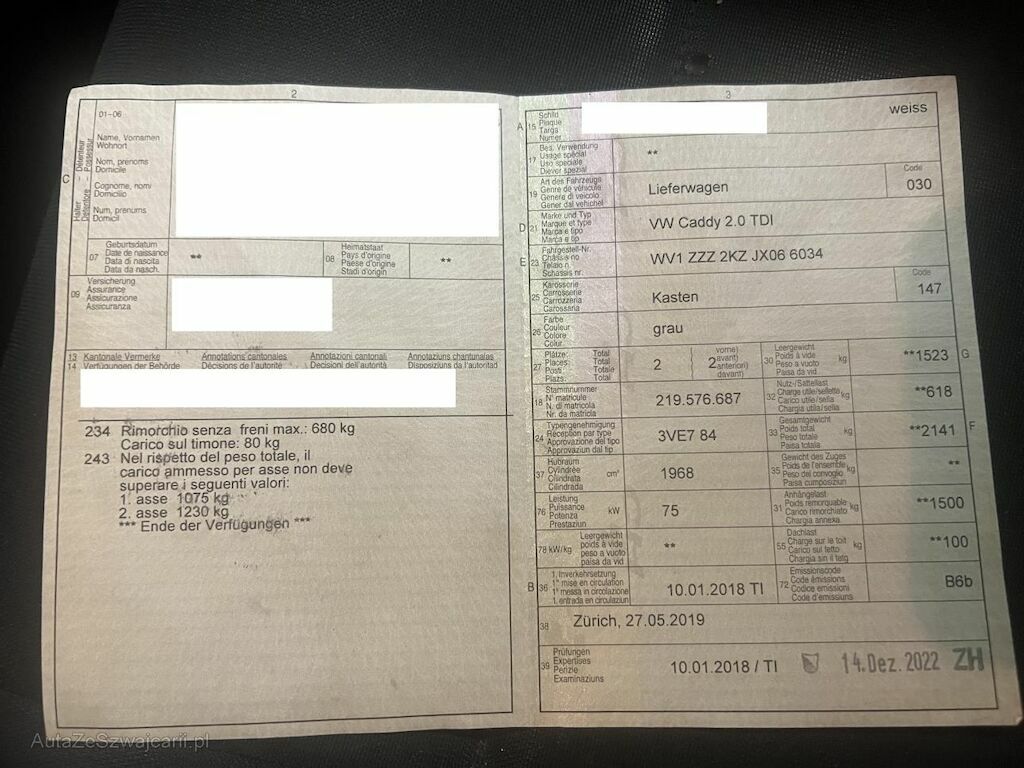 2
01-06
C
Halter – Détenteur
Detentore – Possessur
Name, Vornamen
Wohnort
Nom, prénoms
Domicile
Cognome, nomi
Domicilio
Num, prenums
Domicil
07
Geburtsdatum
Date de naissance
Data di nascita
Data da nasch.
**
08
Heimatstaat
Pays d'origine
Paese d'origine
Stadi d'origin
**
09
Versicherung
Assurance
Assicurazione
Assicuranza
13 Kantonale Vermerke Annotations cantonales Annotazioni cantonali Annotaziuns chantunalas
14 Verfügungen der Behörde Décisions de l'autorité Decisioni dell'autorità Disposiziuns da l'autoritad
234 Rimorchio senza freni max.: 680 kg
Carico sul timone: 80 kg
243 Nel rispetto del peso totale, il
carico ammesso per asse non deve
superare i seguenti valori:
1. asse 1075 kg
2. asse 1230 kg
*** Ende der Verfügungen ***
3
A 15
Schild
Plaque
Targa
Numer
weiss
17
Bes. Verwendung
Usage spécial
Uso speciale
Diever spezial
**
19
Art des Fahrzeugs
Genre de véhicule
Genere di veicolo
Gener dal vehichel
Lieferwagen
Code
030
D 21
Marke und Typ
Marque et type
Marca e tipo
Marca e tip
VW Caddy 2.0 TDI
E 23
Fahrgestell-Nr.
Châssis no
Telaio n.
Schassis nr.
WV1 ZZZ 2KZ JX06 6034
25
Karosserie
Carrosserie
Carrozzeria
Carossaria
Kasten
Code
147
26
Farbe
Couleur
Colore
Colur
grau
27
Plätze: Total
Places: Total
Posti: Totale
Plazs: Total
2
2
vorne)
avant)
anteriori)
davant)
30
Leergewicht
Poids à vide
Peso a vuoto
Paisa da vid
kg
**1523
G
18
Stammnummer
N° matricule
N. di matricola
Nr. da matricla
219.576.687
32
Nutz-/Sattellast
Charge utile/sellette
Carico utile/sella
Chargia utila/sella
kg
**618
24
Typengenehmigung
Réception par type
Approvazione del tipo
Approvaziun dal tip
3VE7 84
33
Gesamtgewicht
Poids total
Peso totale
Paisa totala
kg
**2141
F
37
Hubraum
Cylindrée
Cilindrata
Cilindrada
cm³
1968
35
Gewicht des Zuges
Poids de l'ensemble
Peso del convoglio
Paisa cumposiziun
kg
**
76
Leistung
Puissance
Potenza
Prestaziun
kW
75
31
Anhängelast
Poids remorquable
Carico rimorchiato
Chargia annexa
kg
**1500
78 kW/kg
Leergewicht
poids à vide
peso a vuoto
paisa da vid
**
55
Dachlast
Charge sur le toit
Carico sul tetto
Chargia sin il tetg
kg
**100
B 36
1. Inverkehrsetzung
1re mise en circulation
1a messa in circolazione
1. entrada en circulaziun
10.01.2018 TI
72
Emissionscode
Code émissions
Codice emissioni
Code d'emissiuns
B6b
38
Zürich, 27.05.2019
39
Prüfungen
Expertises
Perizie
Examinaziuns
10.01.2018 / TI
14. Dez. 2022 ZH
AutaZeSzwajcarii.pl